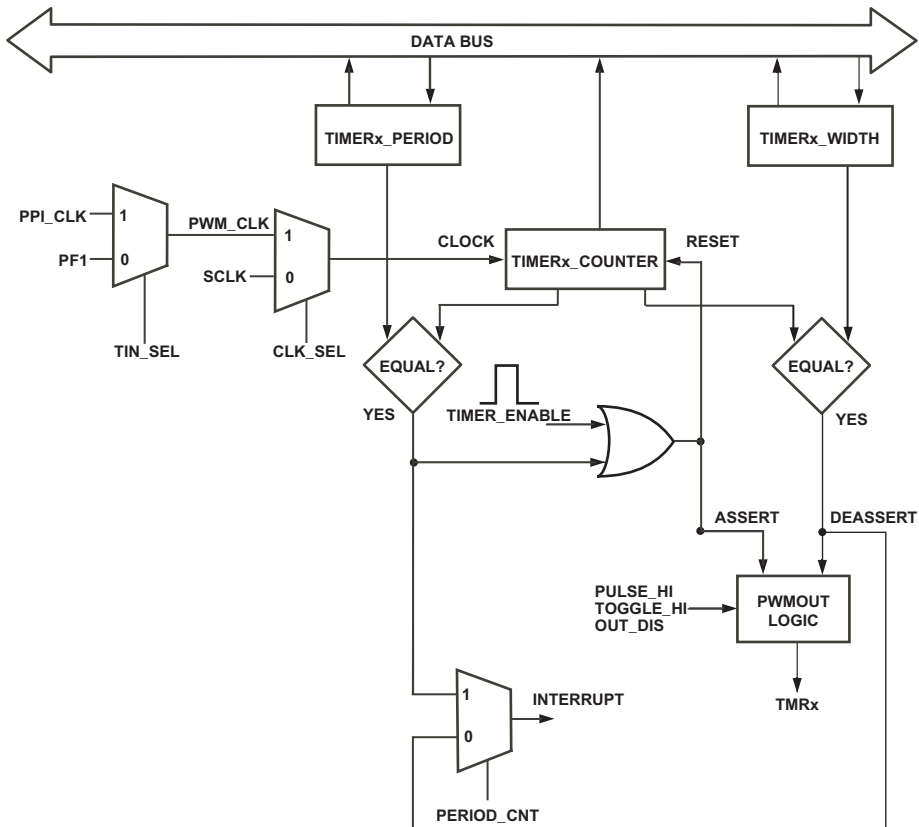 DATA BUS
TIMERx_PERIOD
TIMERx_WIDTH
PPI_CLK
1
PWM_CLK
1
CLOCK
RESET
TIMERx_COUNTER
PF1
0
SCLK
0
TIN_SEL
CLK_SEL
EQUAL?
EQUAL?
YES
TIMER_ENABLE
YES
ASSERT
DEASSERT
PULSE_HI
TOGGLE_HI
OUT_DIS
PWMOUT
LOGIC
TMRx
1
INTERRUPT
0
PERIOD_CNT